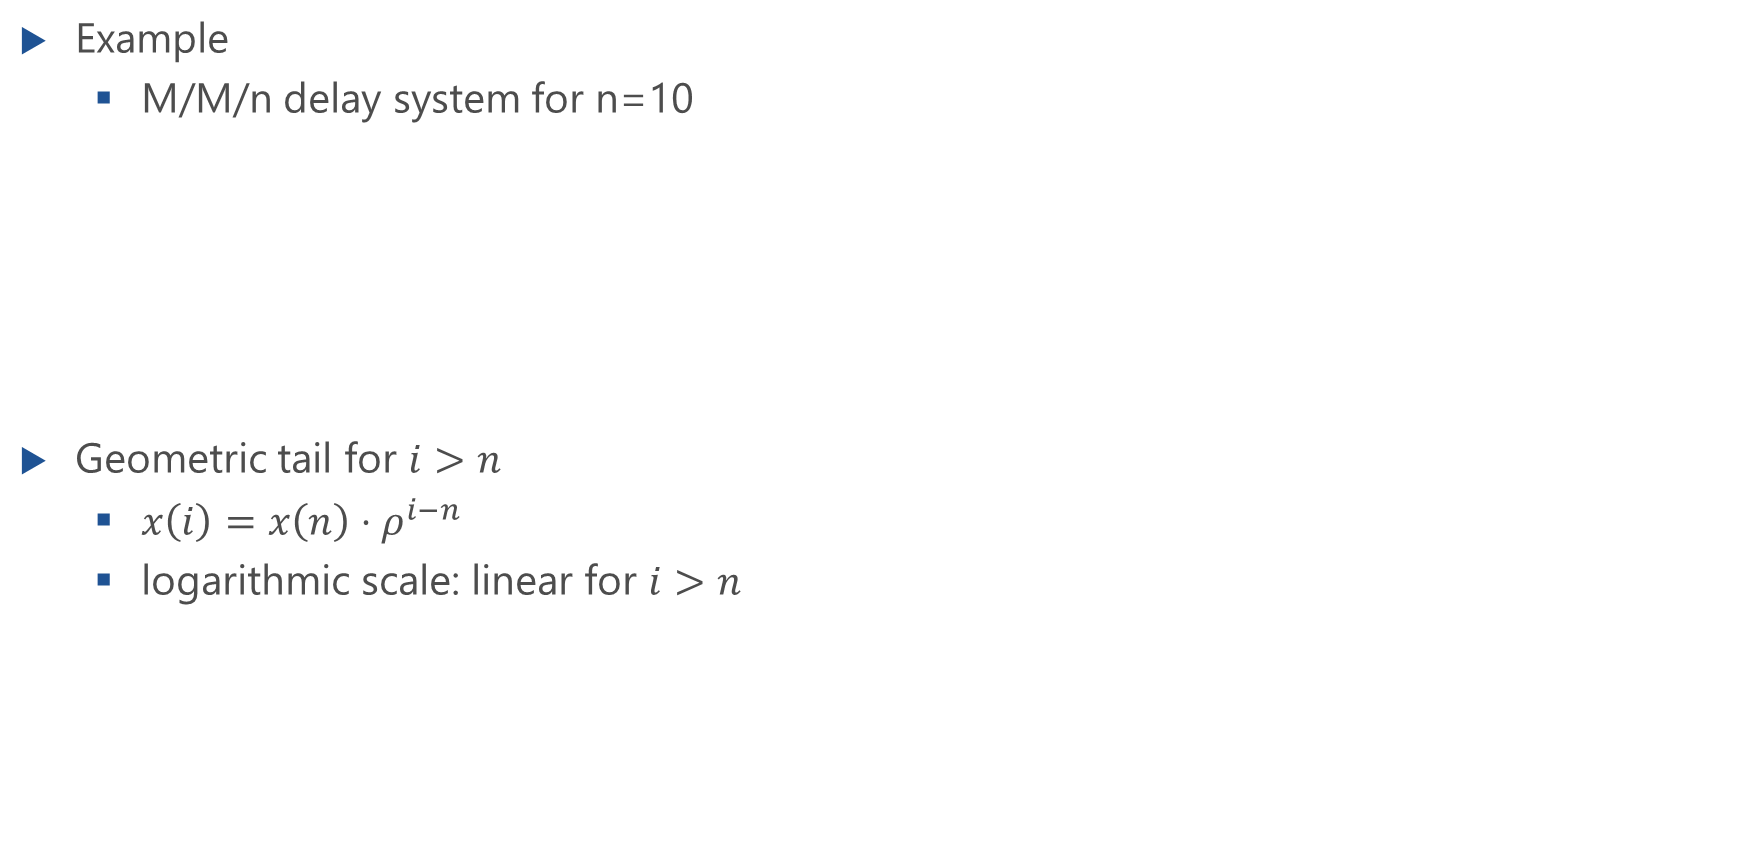 ▶ Example
▪ M/M/n delay system for n=10
▶ Geometric tail for i > n
▪ x(i) = x(n) · ρ^{i−n}
▪ logarithmic scale: linear for i > n